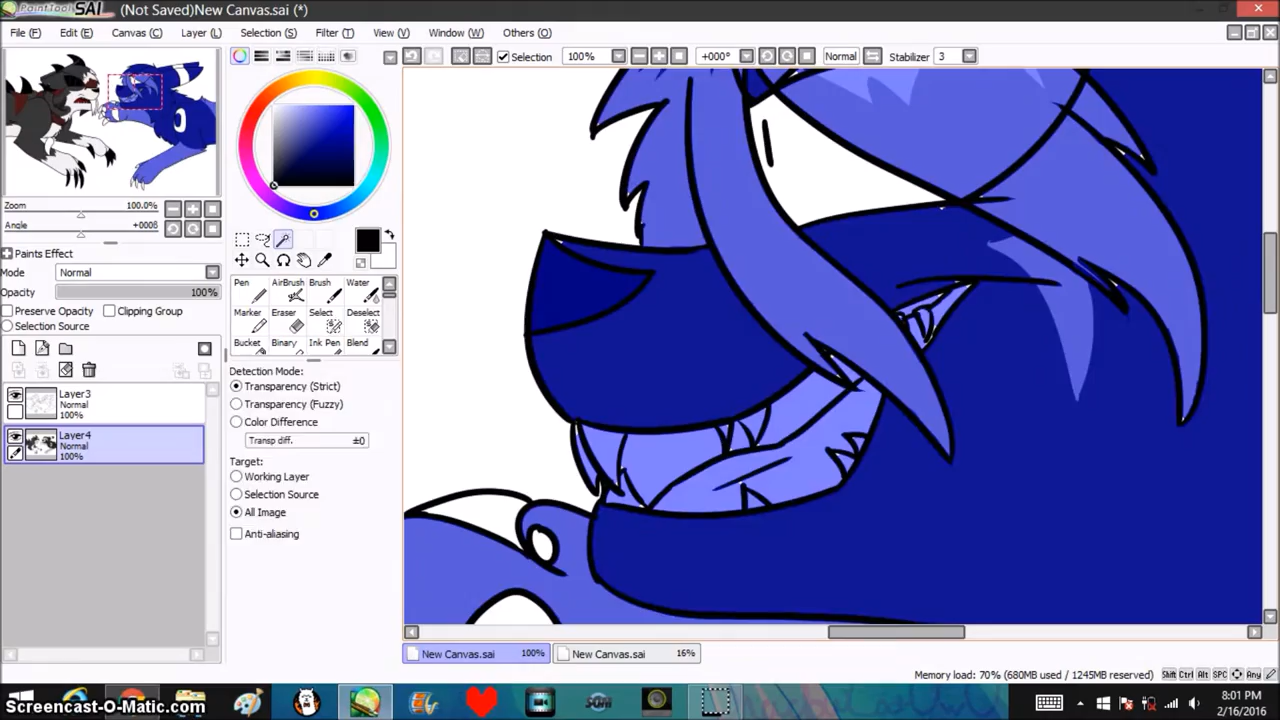 PaintTool SAI (Not Saved)New Canvas.sai (*)
File (F) Edit (E) Canvas (C) Layer (L) Selection (S) Filter (T) View (V) Window (W) Others (O)
Selection 100% +000° Normal Stabilizer 3
Zoom 100.0%
Angle +0006
Paints Effect
Mode Normal
Opacity 100%
Preserve Opacity Clipping Group
Selection Source
Layer3
Normal
100%
Layer4
Normal
100%
Pen AirBrush Brush Water
Marker Eraser Select Deselect
Bucket Binary Ink Pen Blend
Detection Mode:
Transparency (Strict)
Transparency (Fuzzy)
Color Difference
Transp diff. ±0
Target:
Working Layer
Selection Source
All Image
Anti-aliasing
New Canvas.sai 100% New Canvas.sai 16%
Memory load: 70% (680MB used / 1245MB reserved) Shift Ctrl Alt SPC Any
8:01 PM
2/16/2016
Screencast-O-Matic.com